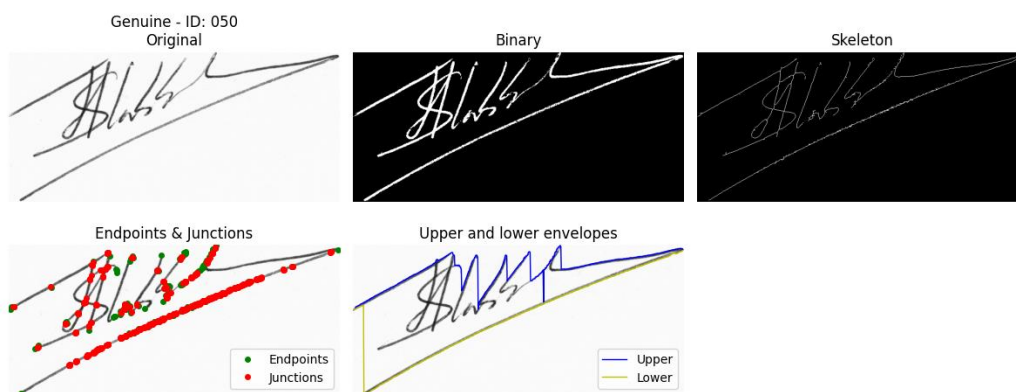 Genuine - ID: 050
Original
Binary
Skeleton
Endpoints & Junctions
Upper and lower envelopes
Endpoints
Junctions
Upper
Lower